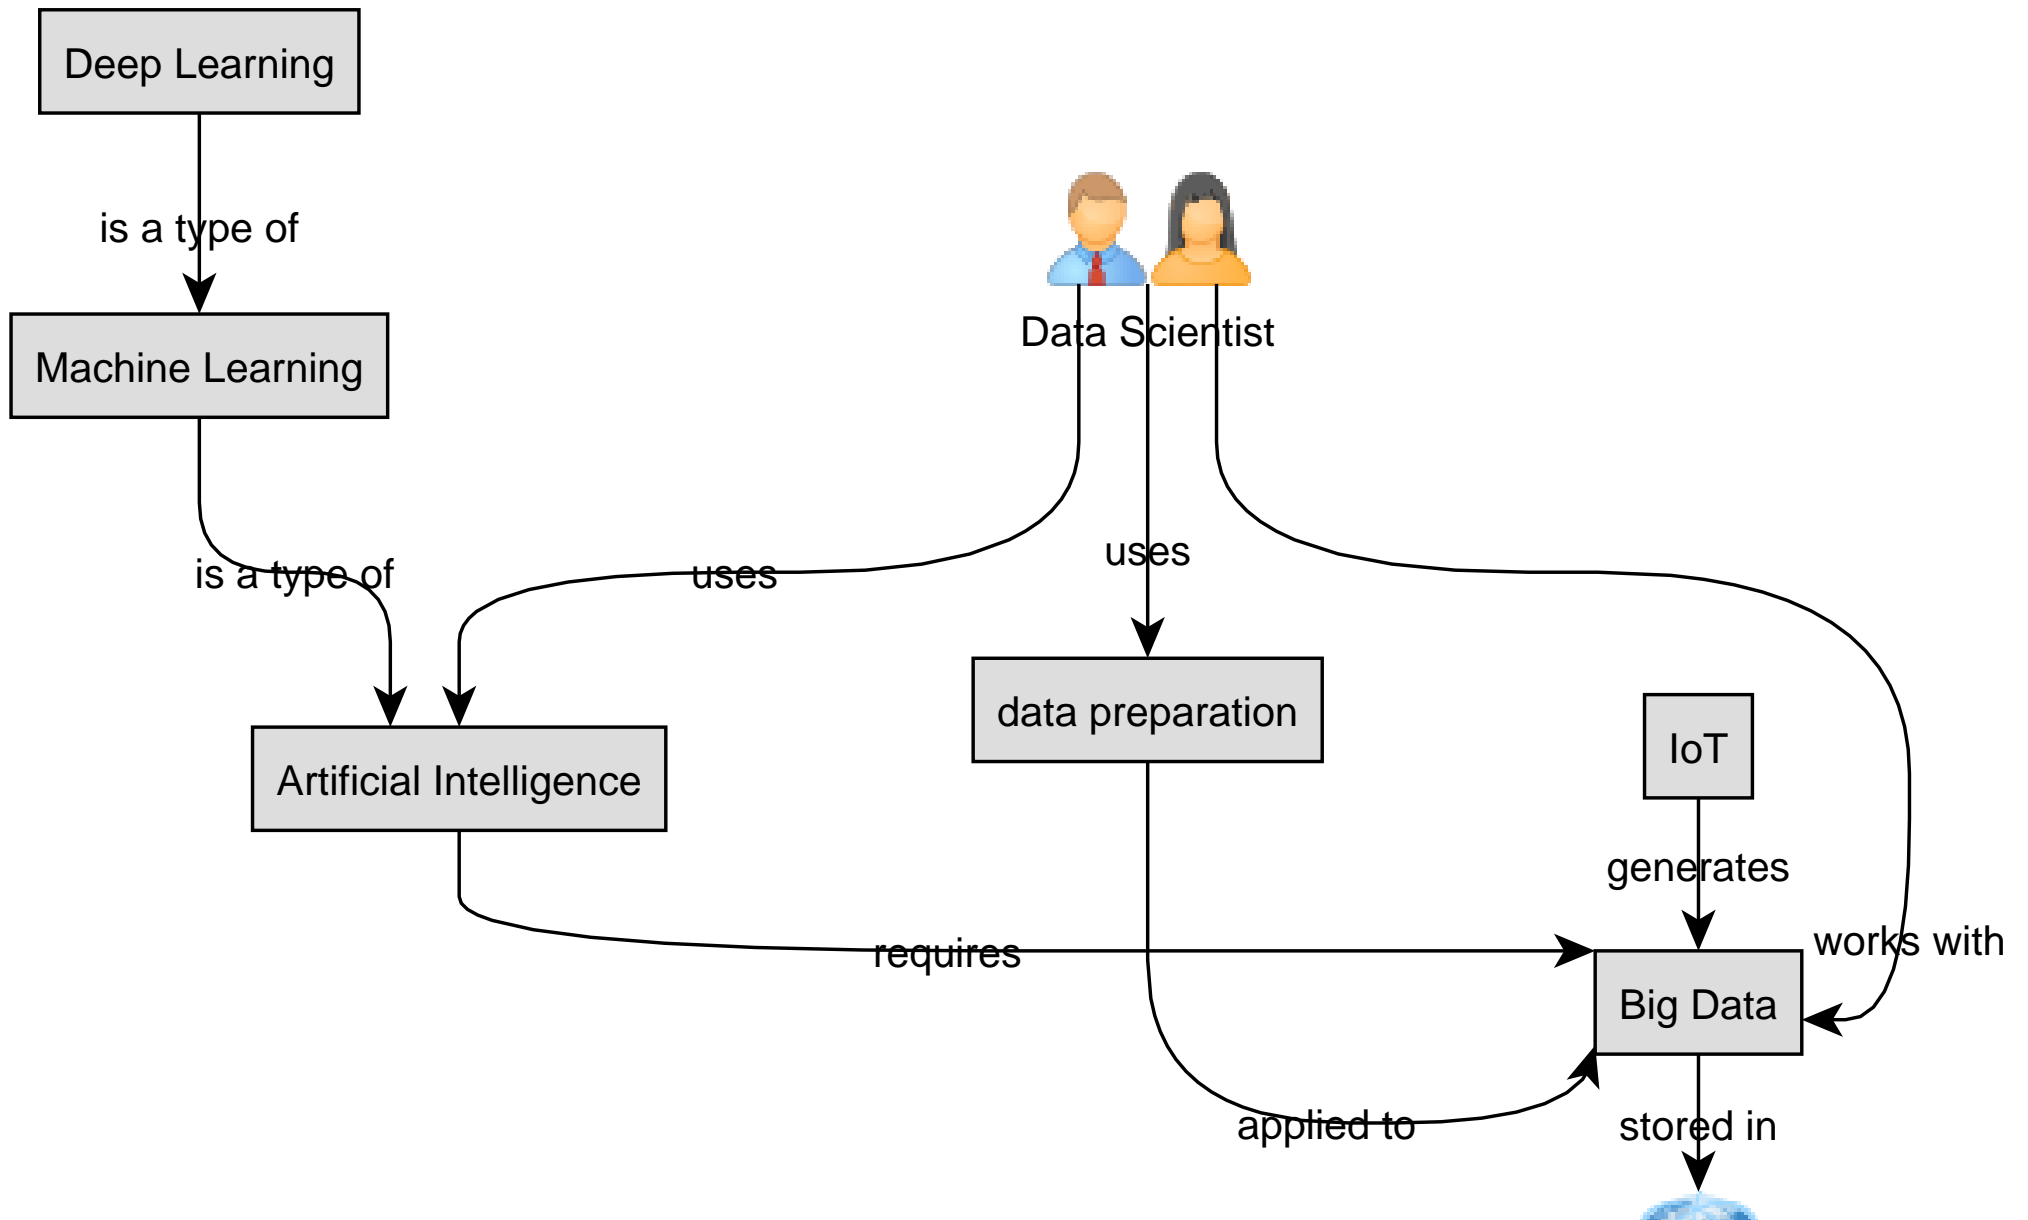 Deep Learning
is a type of
Data Scientist
Machine Learning
uses
is a type of
uses
data preparation
IoT
Artificial Intelligence
generates
works with
requires
Big Data
applied to
stored in